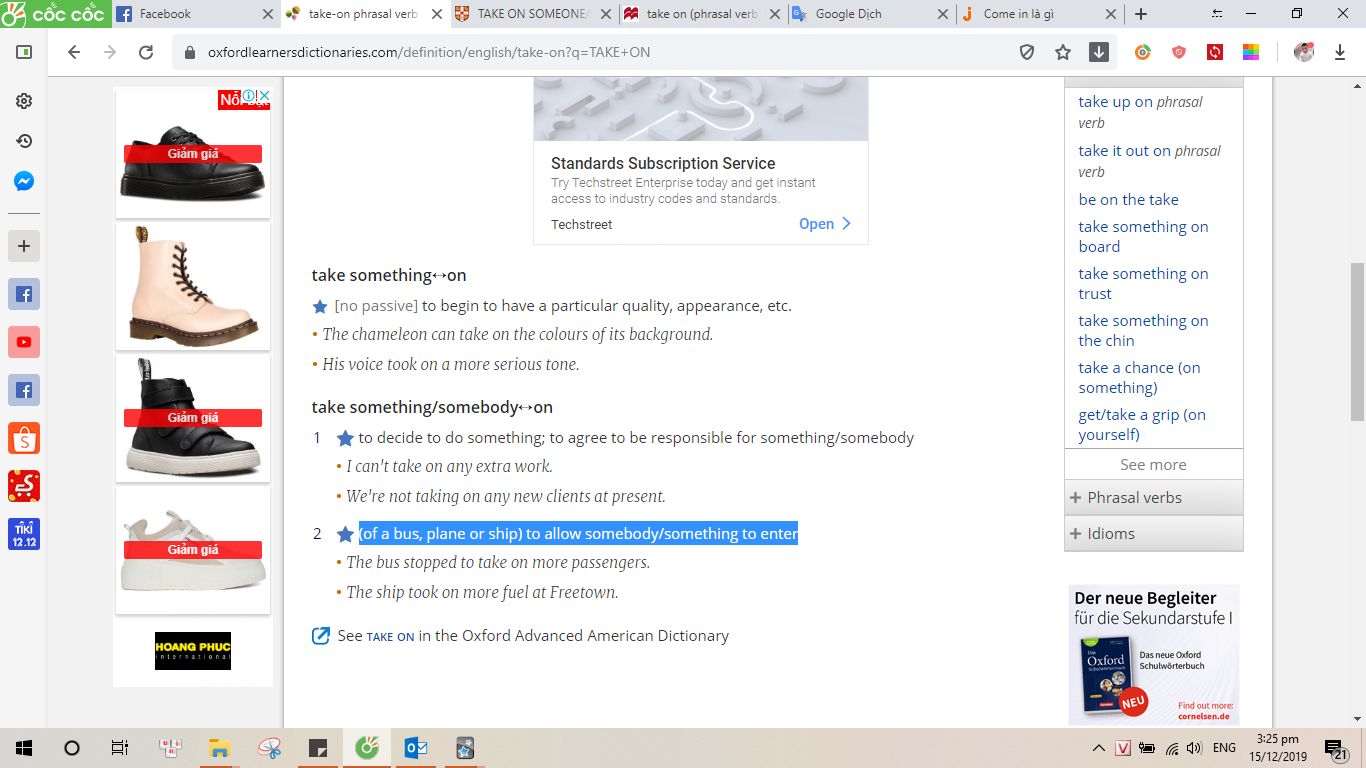 cốc cốc
Facebook
take-on phrasal verb
TAKE ON SOMEONE/
take on (phrasal verb
Google Dịch
Come in là gì
oxfordlearnersdictionaries.com/definition/english/take-on?q=TAKE+ON
Giảm giá
Giảm giá
Giảm giá
HOANG PHUC
international
TIKI
12.12
Standards Subscription Service
Try Techstreet Enterprise today and get instant
access to industry codes and standards.
Techstreet
Open
take something↔on
[no passive] to begin to have a particular quality, appearance, etc.
• The chameleon can take on the colours of its background.
• His voice took on a more serious tone.
take something/somebody↔on
1 to decide to do something; to agree to be responsible for something/somebody
• I can't take on any extra work.
• We're not taking on any new clients at present.
2 (of a bus, plane or ship) to allow somebody/something to enter
• The bus stopped to take on more passengers.
• The ship took on more fuel at Freetown.
See TAKE ON in the Oxford Advanced American Dictionary
take up on phrasal
verb
take it out on phrasal
verb
be on the take
take something on
board
take something on
trust
take something on
the chin
take a chance (on
something)
get/take a grip (on
yourself)
See more
+ Phrasal verbs
+ Idioms
Der neue Begleiter
für die Sekundarstufe I
Das
Oxford
Schulwörterbuch
NEU
Das neue Oxford
Schulwörterbuch
Find out more:
cornelsen.de
V
ENG
3:25 pm
15/12/2019
21